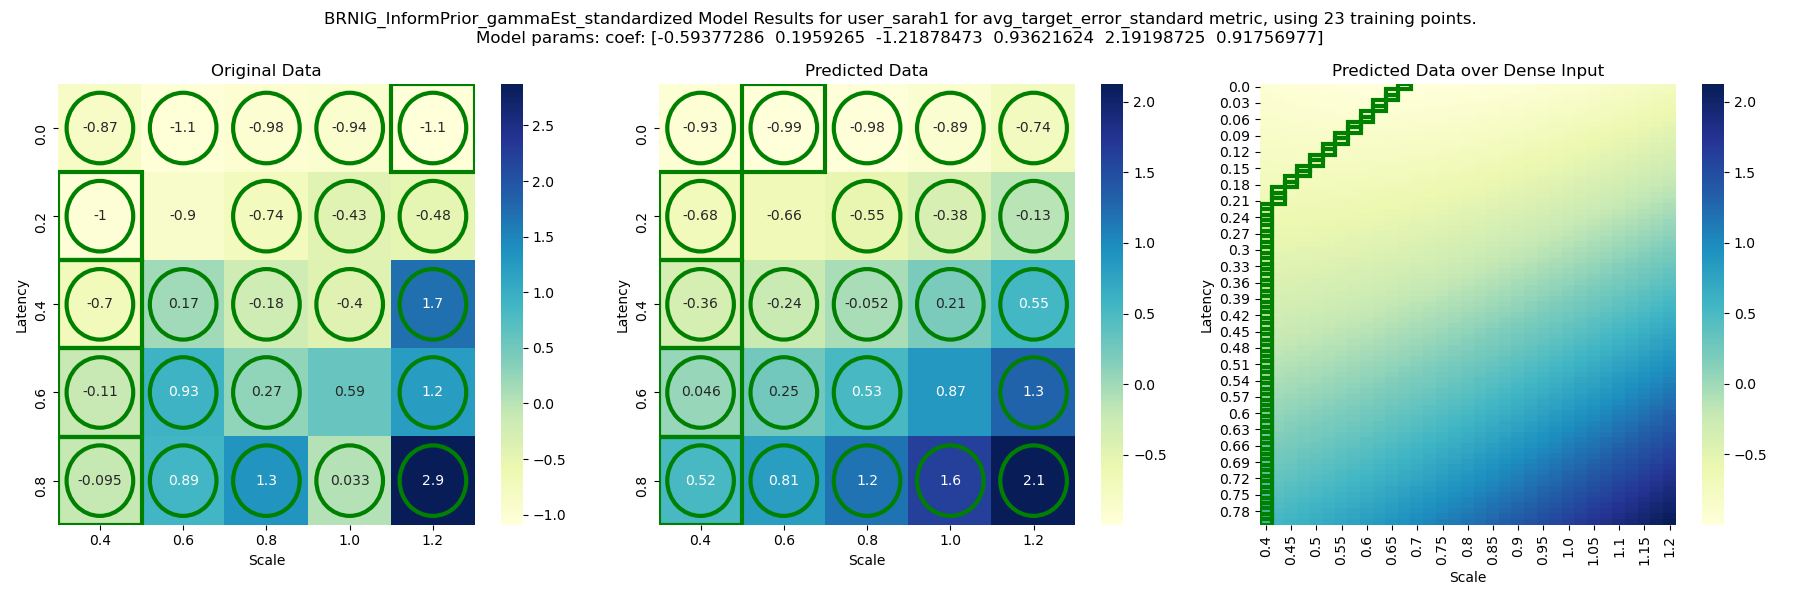 BRNIG_InformPrior_gammaEst_standardized Model Results for user_sarah1 for avg_target_error_standard metric, using 23 training points.
Model params: coef: [-0.59377286  0.1959265  -1.21878473  0.93621624  2.19198725  0.91756977]
Original Data
Latency
0.0
0.2
0.4
0.6
0.8
-0.87 -1.1 -0.98 -0.94 -1.1
-1 -0.9 -0.74 -0.43 -0.48
-0.7 0.17 -0.18 -0.4 1.7
-0.11 0.93 0.27 0.59 1.2
-0.095 0.89 1.3 0.033 2.9
0.4 0.6 0.8 1.0 1.2
Scale
2.5
2.0
1.5
1.0
0.5
0.0
−0.5
−1.0
Predicted Data
Latency
0.0
0.2
0.4
0.6
0.8
-0.93 -0.99 -0.98 -0.89 -0.74
-0.68 -0.66 -0.55 -0.38 -0.13
-0.36 -0.24 -0.052 0.21 0.55
0.046 0.25 0.53 0.87 1.3
0.52 0.81 1.2 1.6 2.1
0.4 0.6 0.8 1.0 1.2
Scale
2.0
1.5
1.0
0.5
0.0
−0.5
Predicted Data over Dense Input
Latency
0.0
0.03
0.06
0.09
0.12
0.15
0.18
0.21
0.24
0.27
0.3
0.33
0.36
0.39
0.42
0.45
0.48
0.51
0.54
0.57
0.6
0.63
0.66
0.69
0.72
0.75
0.78
0.4 0.45 0.5 0.55 0.6 0.65 0.7 0.75 0.8 0.85 0.9 0.95 1.0 1.05 1.1 1.15 1.2
Scale
2.0
1.5
1.0
0.5
0.0
−0.5